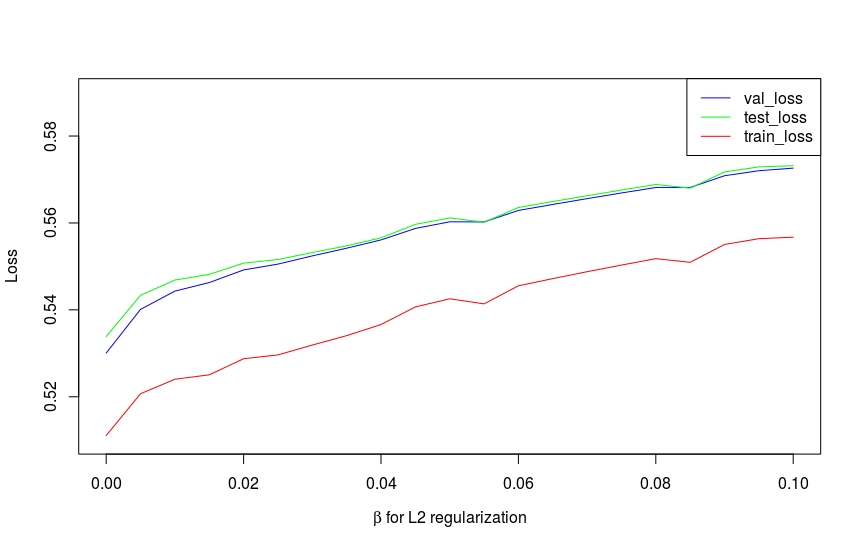 val_loss
test_loss
train_loss
0.58
0.56
0.54
0.52
Loss
0.00 0.02 0.04 0.06 0.08 0.10
β for L2 regularization